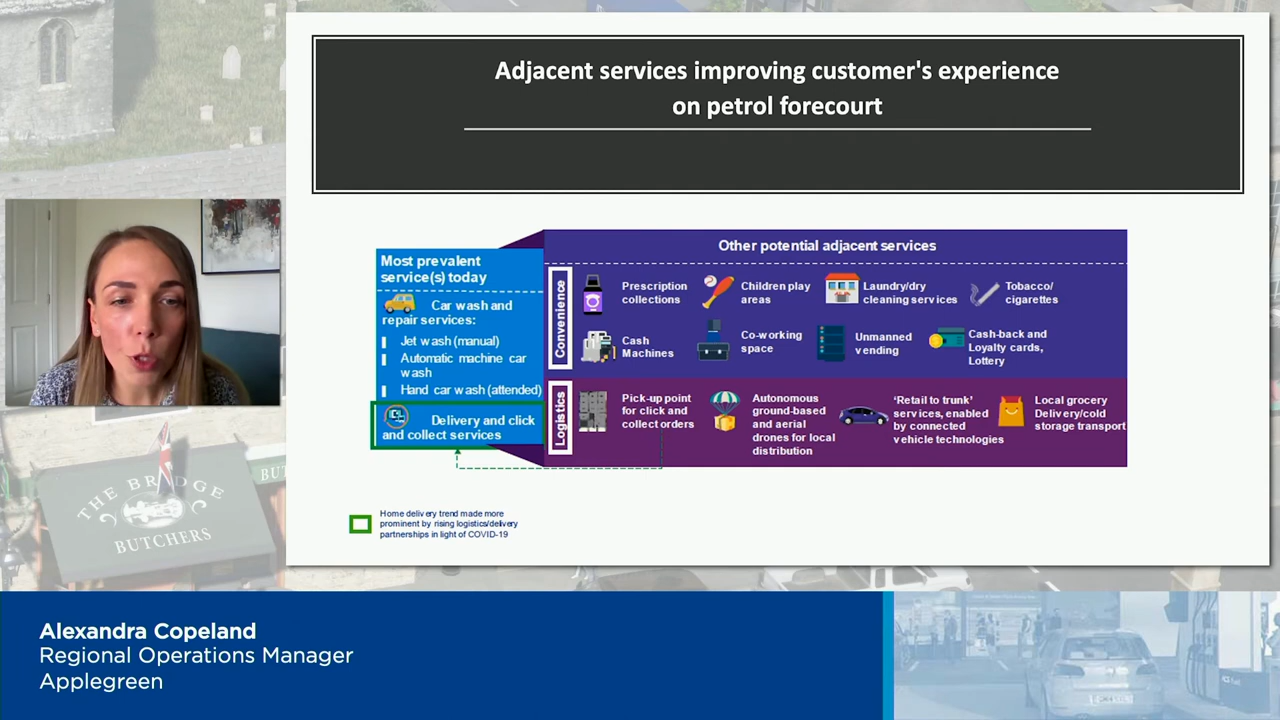 Adjacent services improving customer's experience
on petrol forecourt
Most prevalent
service(s) today
Car wash and
repair services:
Jet wash (manual)
Automatic machine car
wash
Hand car wash (attended)
Delivery and click
and collect services
Other potential adjacent services
Convenience
Prescription
collections
Children play
areas
Laundry/dry
cleaning services
Tobacco/
cigarettes
Cash
Machines
Co-working
space
Unmanned
vending
Cash-back and
Loyalty cards,
Lottery
Logistics
Pick-up point
for click and
collect orders
Autonomous
ground-based
and aerial
drones for local
distribution
‘Retail to trunk’
services, enabled
by connected
vehicle technologies
Local grocery
Delivery/cold
storage transport
Home delivery trend made more
prominent by rising logistics/delivery
partnerships in light of COVID-19
THE BRIDGE
BUTCHERS
BUT
Alexandra Copeland
Regional Operations Manager
Applegreen